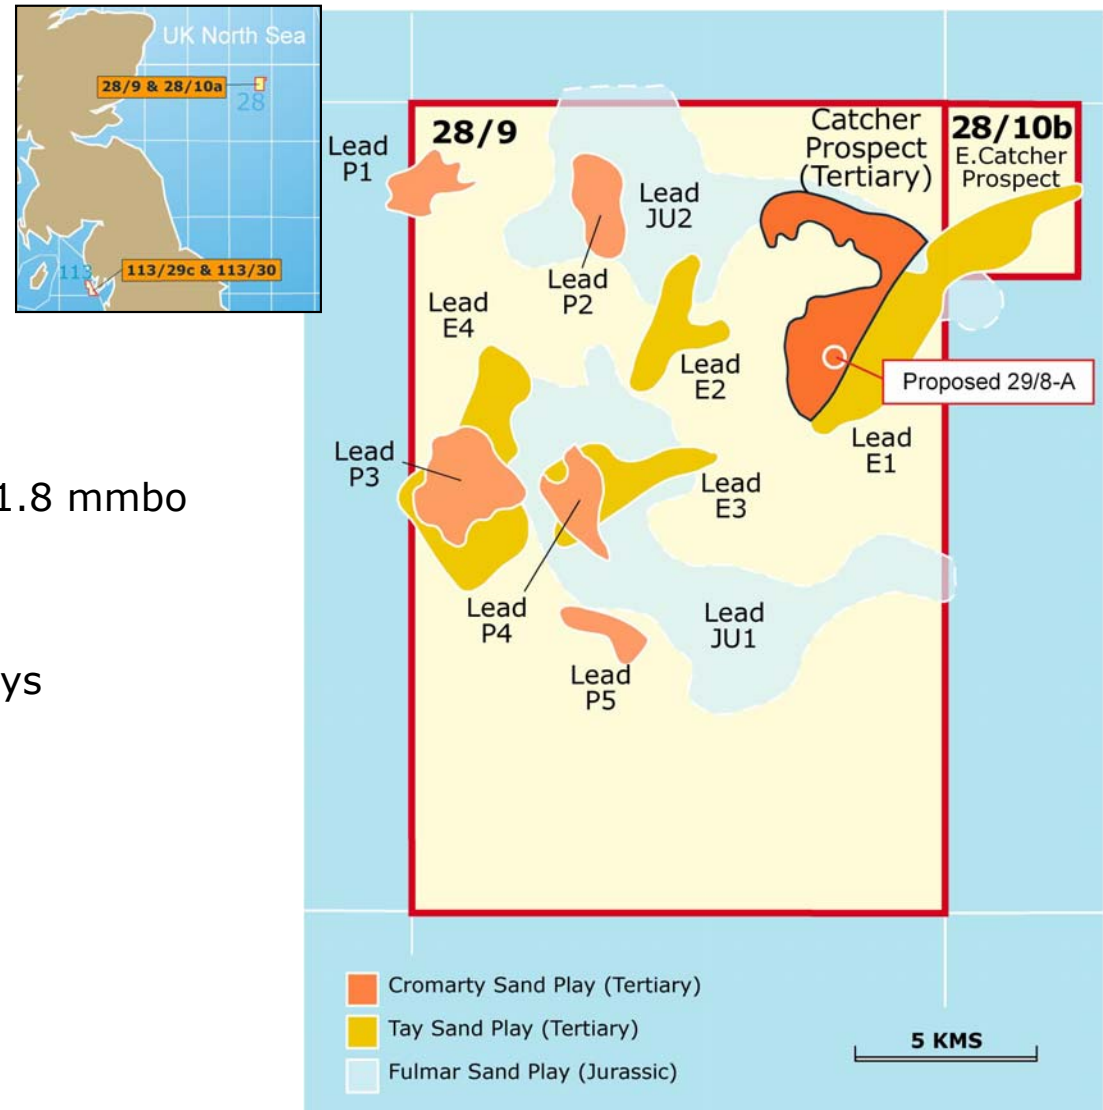 UK North Sea
28/9 & 28/10a
28
113
113/29c & 113/30
1.8 mmbo
ys
28/9
28/10b
E.Catcher
Prospect
Catcher
Prospect
(Tertiary)
Lead
P1
Lead
JU2
Lead
P2
Lead
E4
Lead
E2
Proposed 29/8-A
Lead
E1
Lead
P3
Lead
E3
Lead
P4
Lead
JU1
Lead
P5
Cromarty Sand Play (Tertiary)
Tay Sand Play (Tertiary)
Fulmar Sand Play (Jurassic)
5 KMS